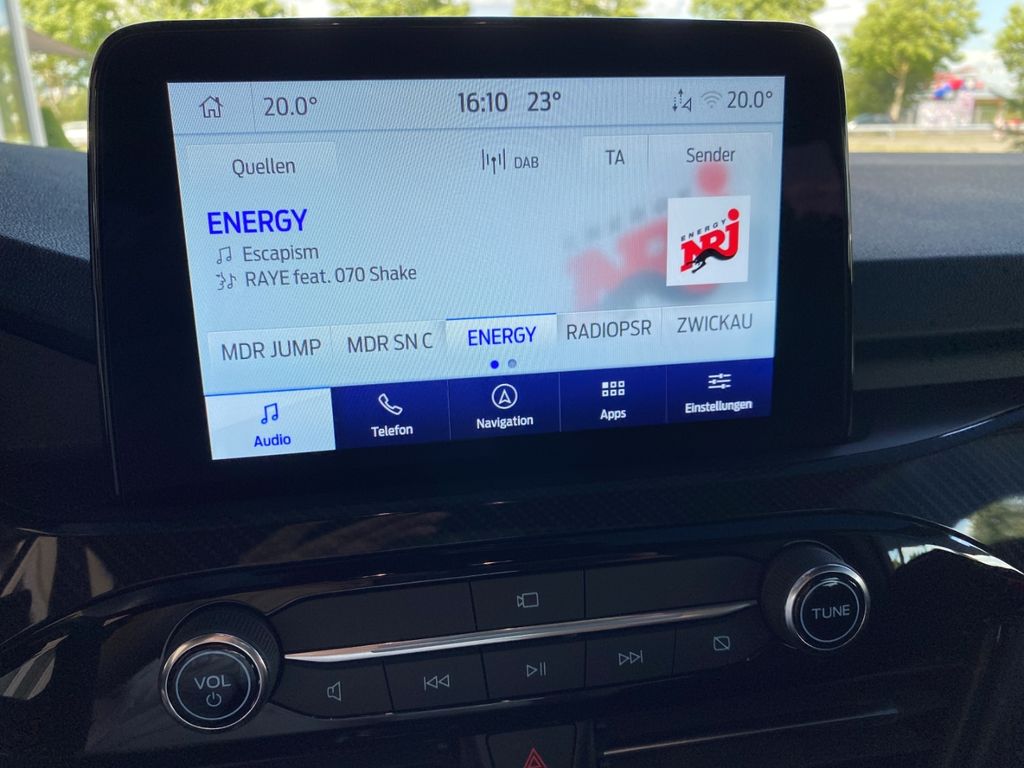 20.0° 16:10 23° 20.0°
Quellen DAB TA Sender
ENERGY
Escapism
RAYE feat. 070 Shake
ENERGY
NRJ
MDR JUMP MDR SN C ENERGY RADIOPSR ZWICKAU
Audio Telefon Navigation Apps Einstellungen
VOL TUNE